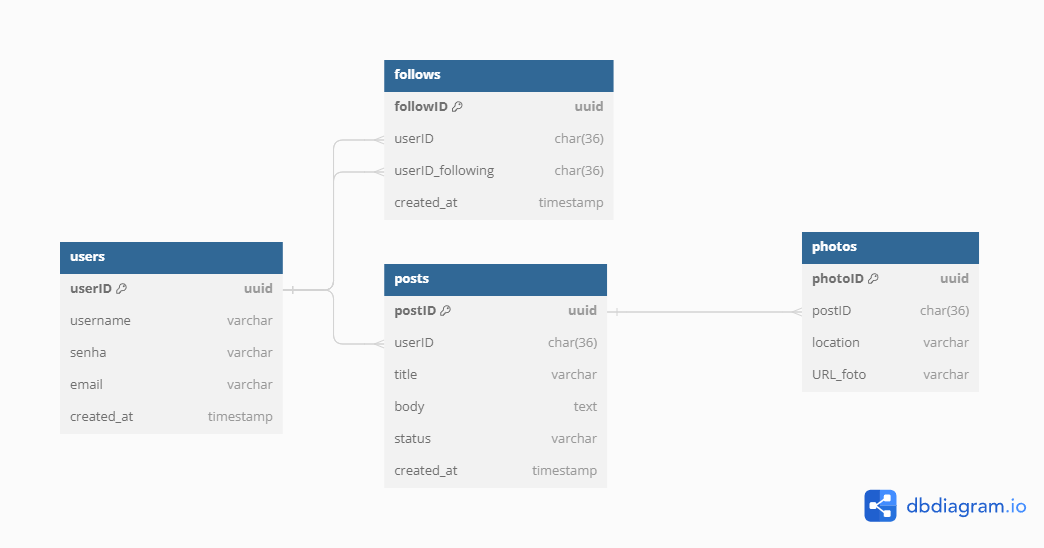 follows
followID uuid
userID char(36)
userID_following char(36)
created_at timestamp
users
userID uuid
username varchar
senha varchar
email varchar
created_at timestamp
posts
postID uuid
userID char(36)
title varchar
body text
status varchar
created_at timestamp
photos
photoID uuid
postID char(36)
location varchar
URL_foto varchar
dbdiagram.io